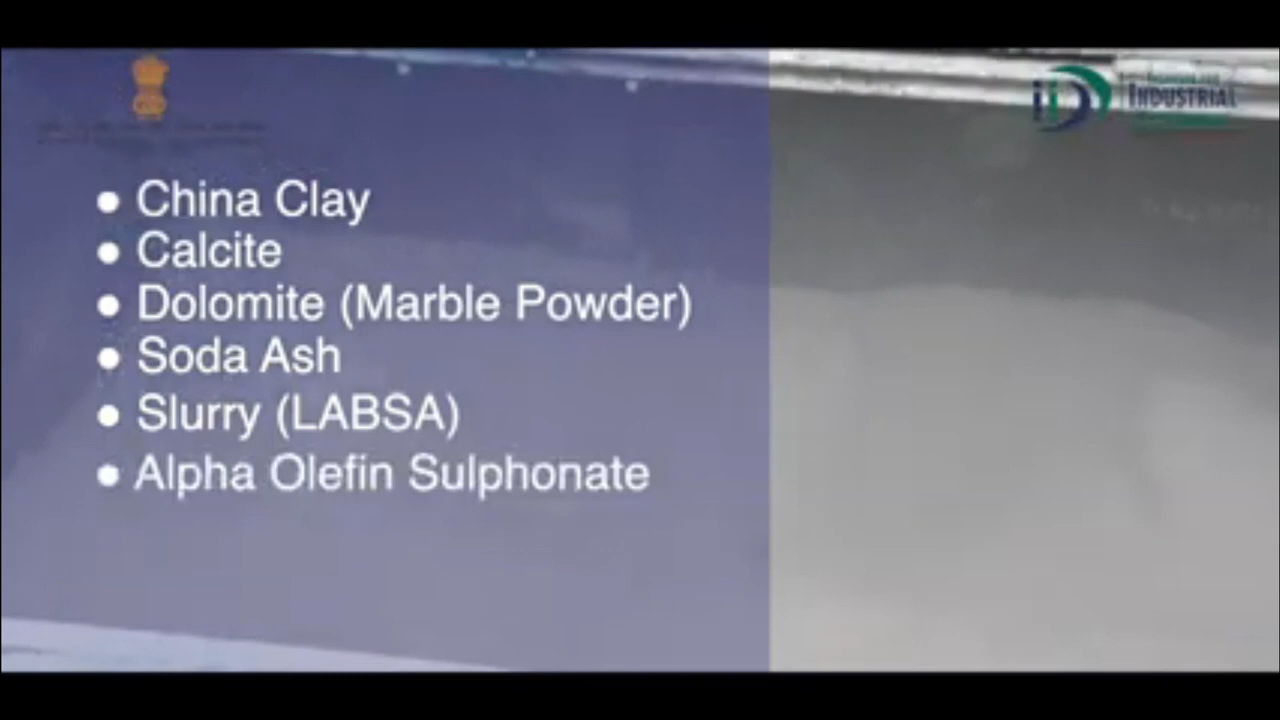 INDUSTRIAL
● China Clay
● Calcite
● Dolomite (Marble Powder)
● Soda Ash
● Slurry (LABSA)
● Alpha Olefin Sulphonate